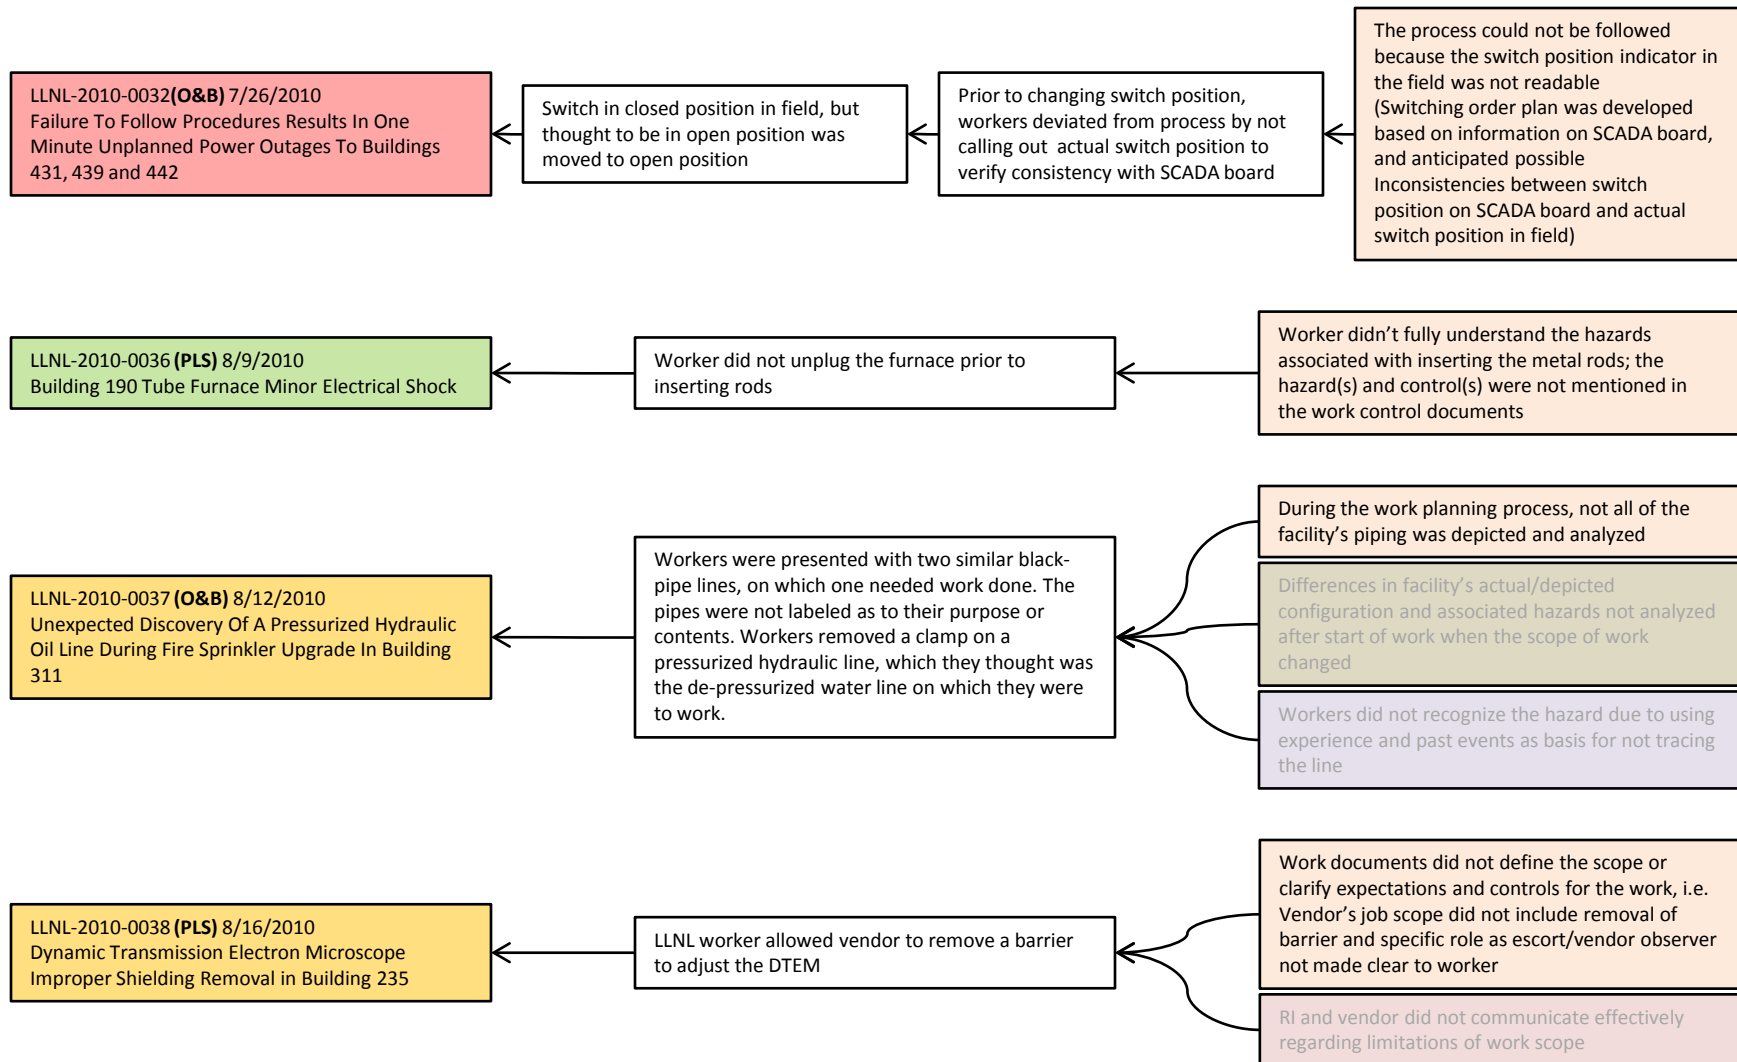 LLNL-2010-0032(O&B) 7/26/2010
Failure To Follow Procedures Results In One
Minute Unplanned Power Outages To Buildings
431, 439 and 442
Switch in closed position in field, but
thought to be in open position was
moved to open position
Prior to changing switch position,
workers deviated from process by not
calling out  actual switch position to
verify consistency with SCADA board
The process could not be followed
because the switch position indicator in
the field was not readable
(Switching order plan was developed
based on information on SCADA board,
and anticipated possible
Inconsistencies between switch
position on SCADA board and actual
switch position in field)
LLNL-2010-0036 (PLS) 8/9/2010
Building 190 Tube Furnace Minor Electrical Shock
Worker did not unplug the furnace prior to
inserting rods
Worker didn’t fully understand the hazards
associated with inserting the metal rods; the
hazard(s) and control(s) were not mentioned in
the work control documents
LLNL-2010-0037 (O&B) 8/12/2010
Unexpected Discovery Of A Pressurized Hydraulic
Oil Line During Fire Sprinkler Upgrade In Building
311
Workers were presented with two similar black-
pipe lines, on which one needed work done. The
pipes were not labeled as to their purpose or
contents. Workers removed a clamp on a
pressurized hydraulic line, which they thought was
the de-pressurized water line on which they were
to work.
During the work planning process, not all of the
facility’s piping was depicted and analyzed
Differences in facility’s actual/depicted
configuration and associated hazards not analyzed
after start of work when the scope of work
changed
Workers did not recognize the hazard due to using
experience and past events as basis for not tracing
the line
LLNL-2010-0038 (PLS) 8/16/2010
Dynamic Transmission Electron Microscope
Improper Shielding Removal in Building 235
LLNL worker allowed vendor to remove a barrier
to adjust the DTEM
Work documents did not define the scope or
clarify expectations and controls for the work, i.e.
Vendor’s job scope did not include removal of
barrier and specific role as escort/vendor observer
not made clear to worker
RI and vendor did not communicate effectively
regarding limitations of work scope